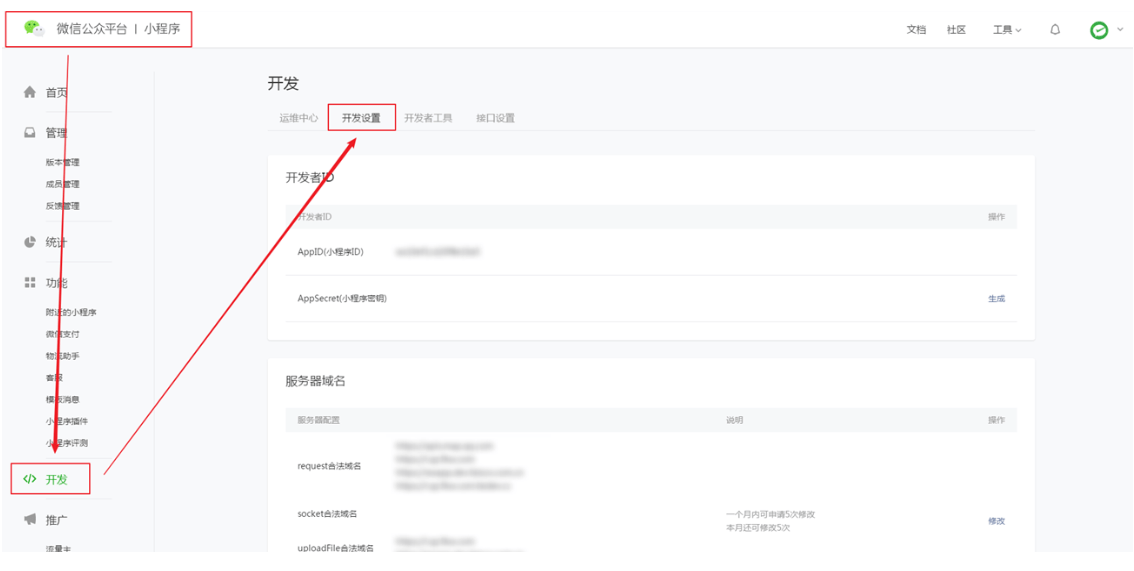 微信公众平台 | 小程序
文档 社区 工具
首页
管理
版本管理
成员管理
反馈管理
统计
功能
附近的小程序
微信支付
物流助手
客服
模板消息
小程序插件
小程序评测
开发
推广
流量主
开发
运维中心 开发设置 开发者工具 接口设置
开发者ID
开发者ID 操作
AppID(小程序ID)
AppSecret(小程序密钥) 生成
服务器域名
服务器配置 说明 操作
request合法域名
socket合法域名
一个月内可申请5次修改
本月还可修改5次
修改
uploadFile合法域名